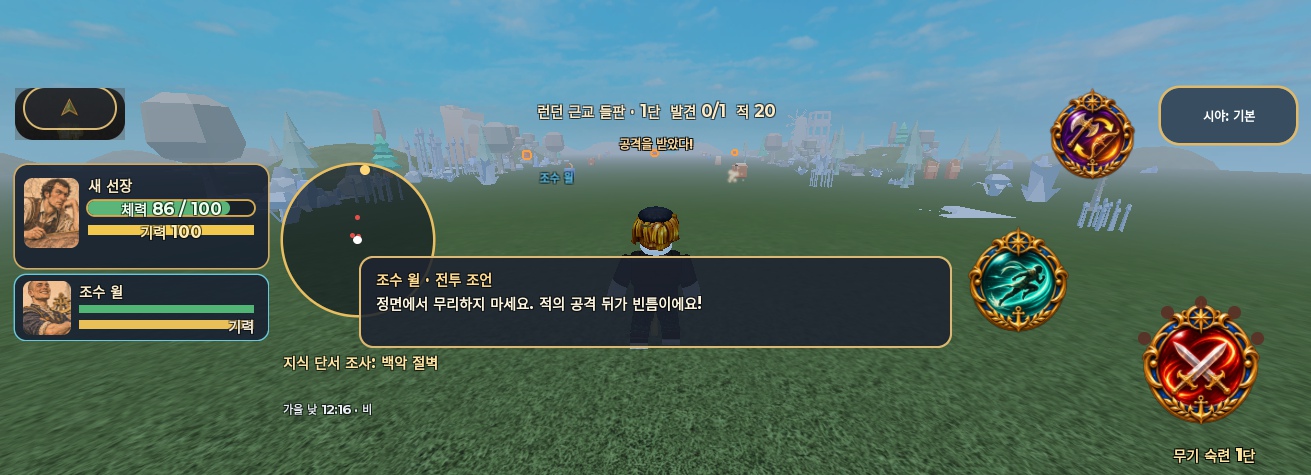 런던 근교 들판 · 1단 발견 0/1 적 20
공격을 받았다!
조수 월
시야: 기본
새 선장
체력 86 / 100
기력 100
조수 월
기력
조수 월 · 전투 조언
정면에서 무리하지 마세요. 적의 공격 뒤가 빈틈이에요!
지식 단서 조사: 백악 절벽
가을 낮 12:16 · 비
무기 숙련 1단